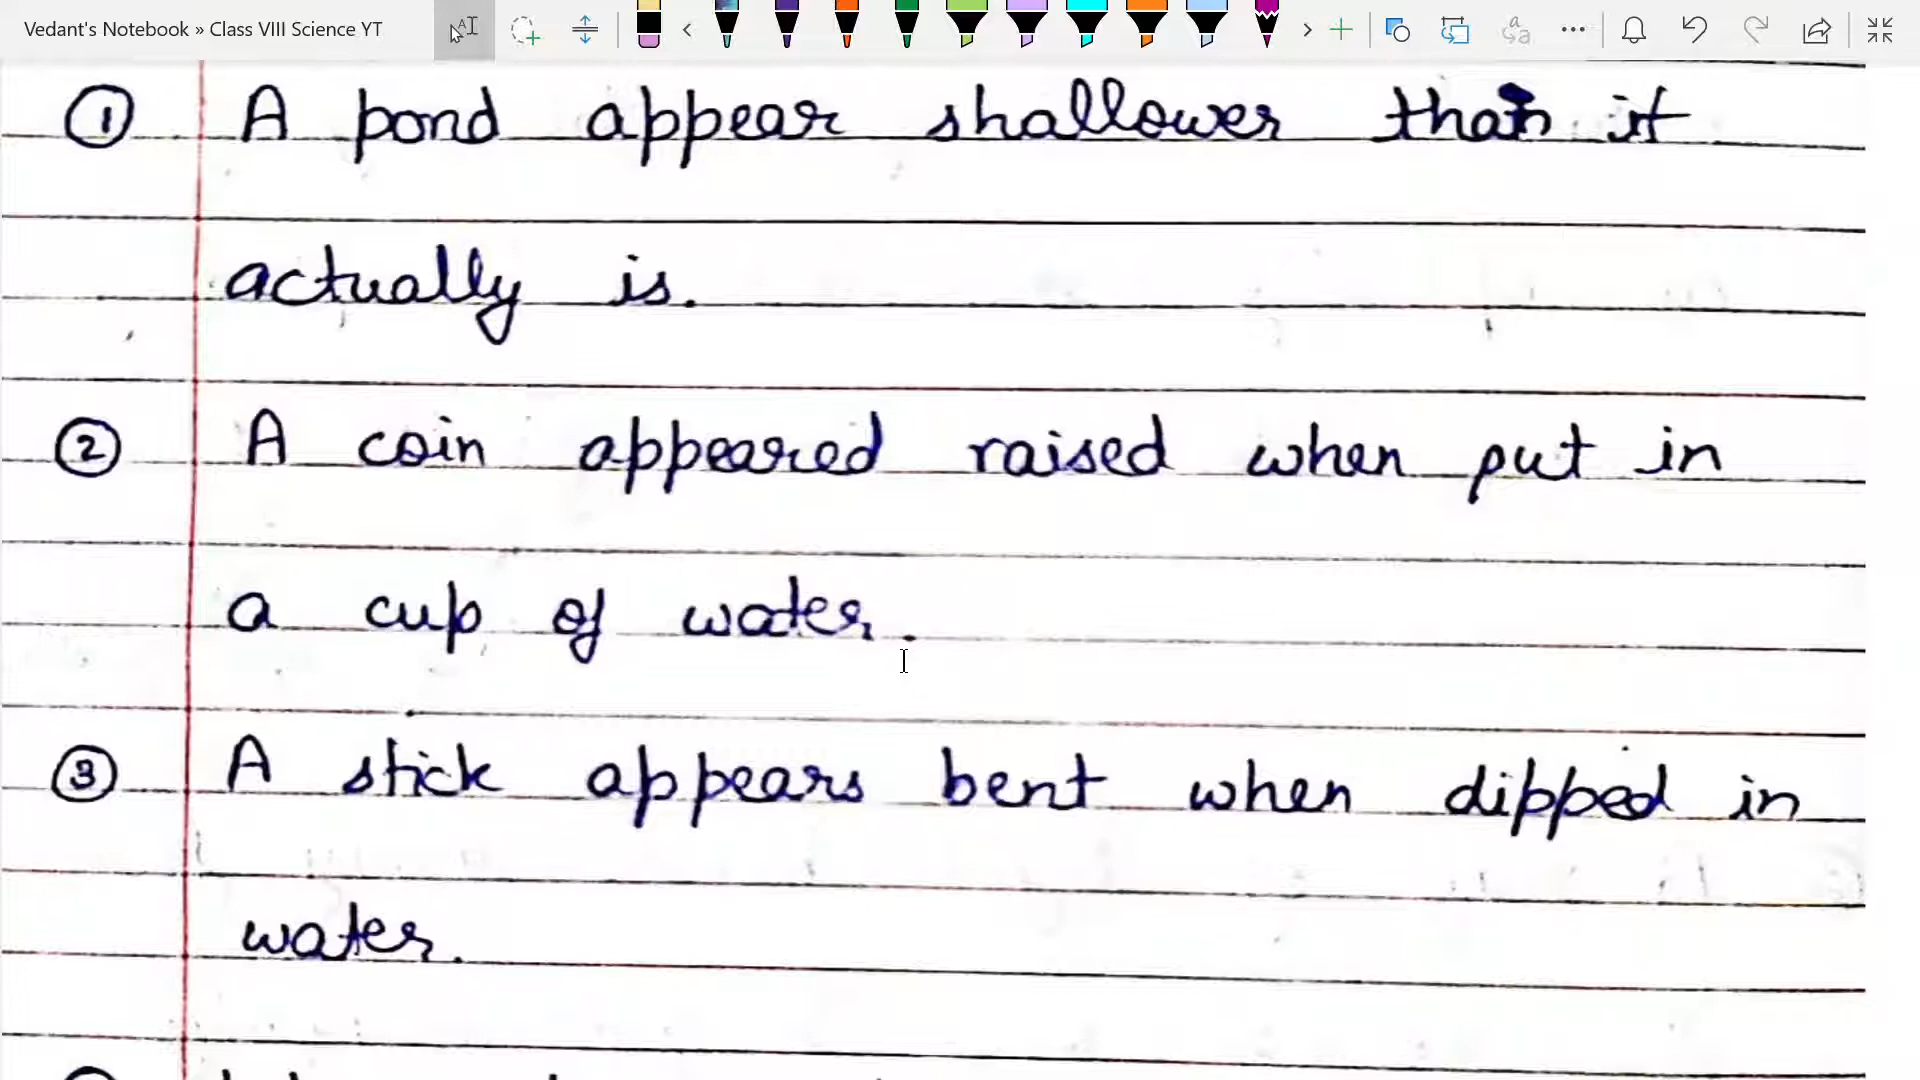 Vedant's Notebook » Class VIII Science YT
① A pond appear shallower than it
actually is.
② A coin appeared raised when put in
a cup of water.
③ A stick appears bent when dipped in
water.